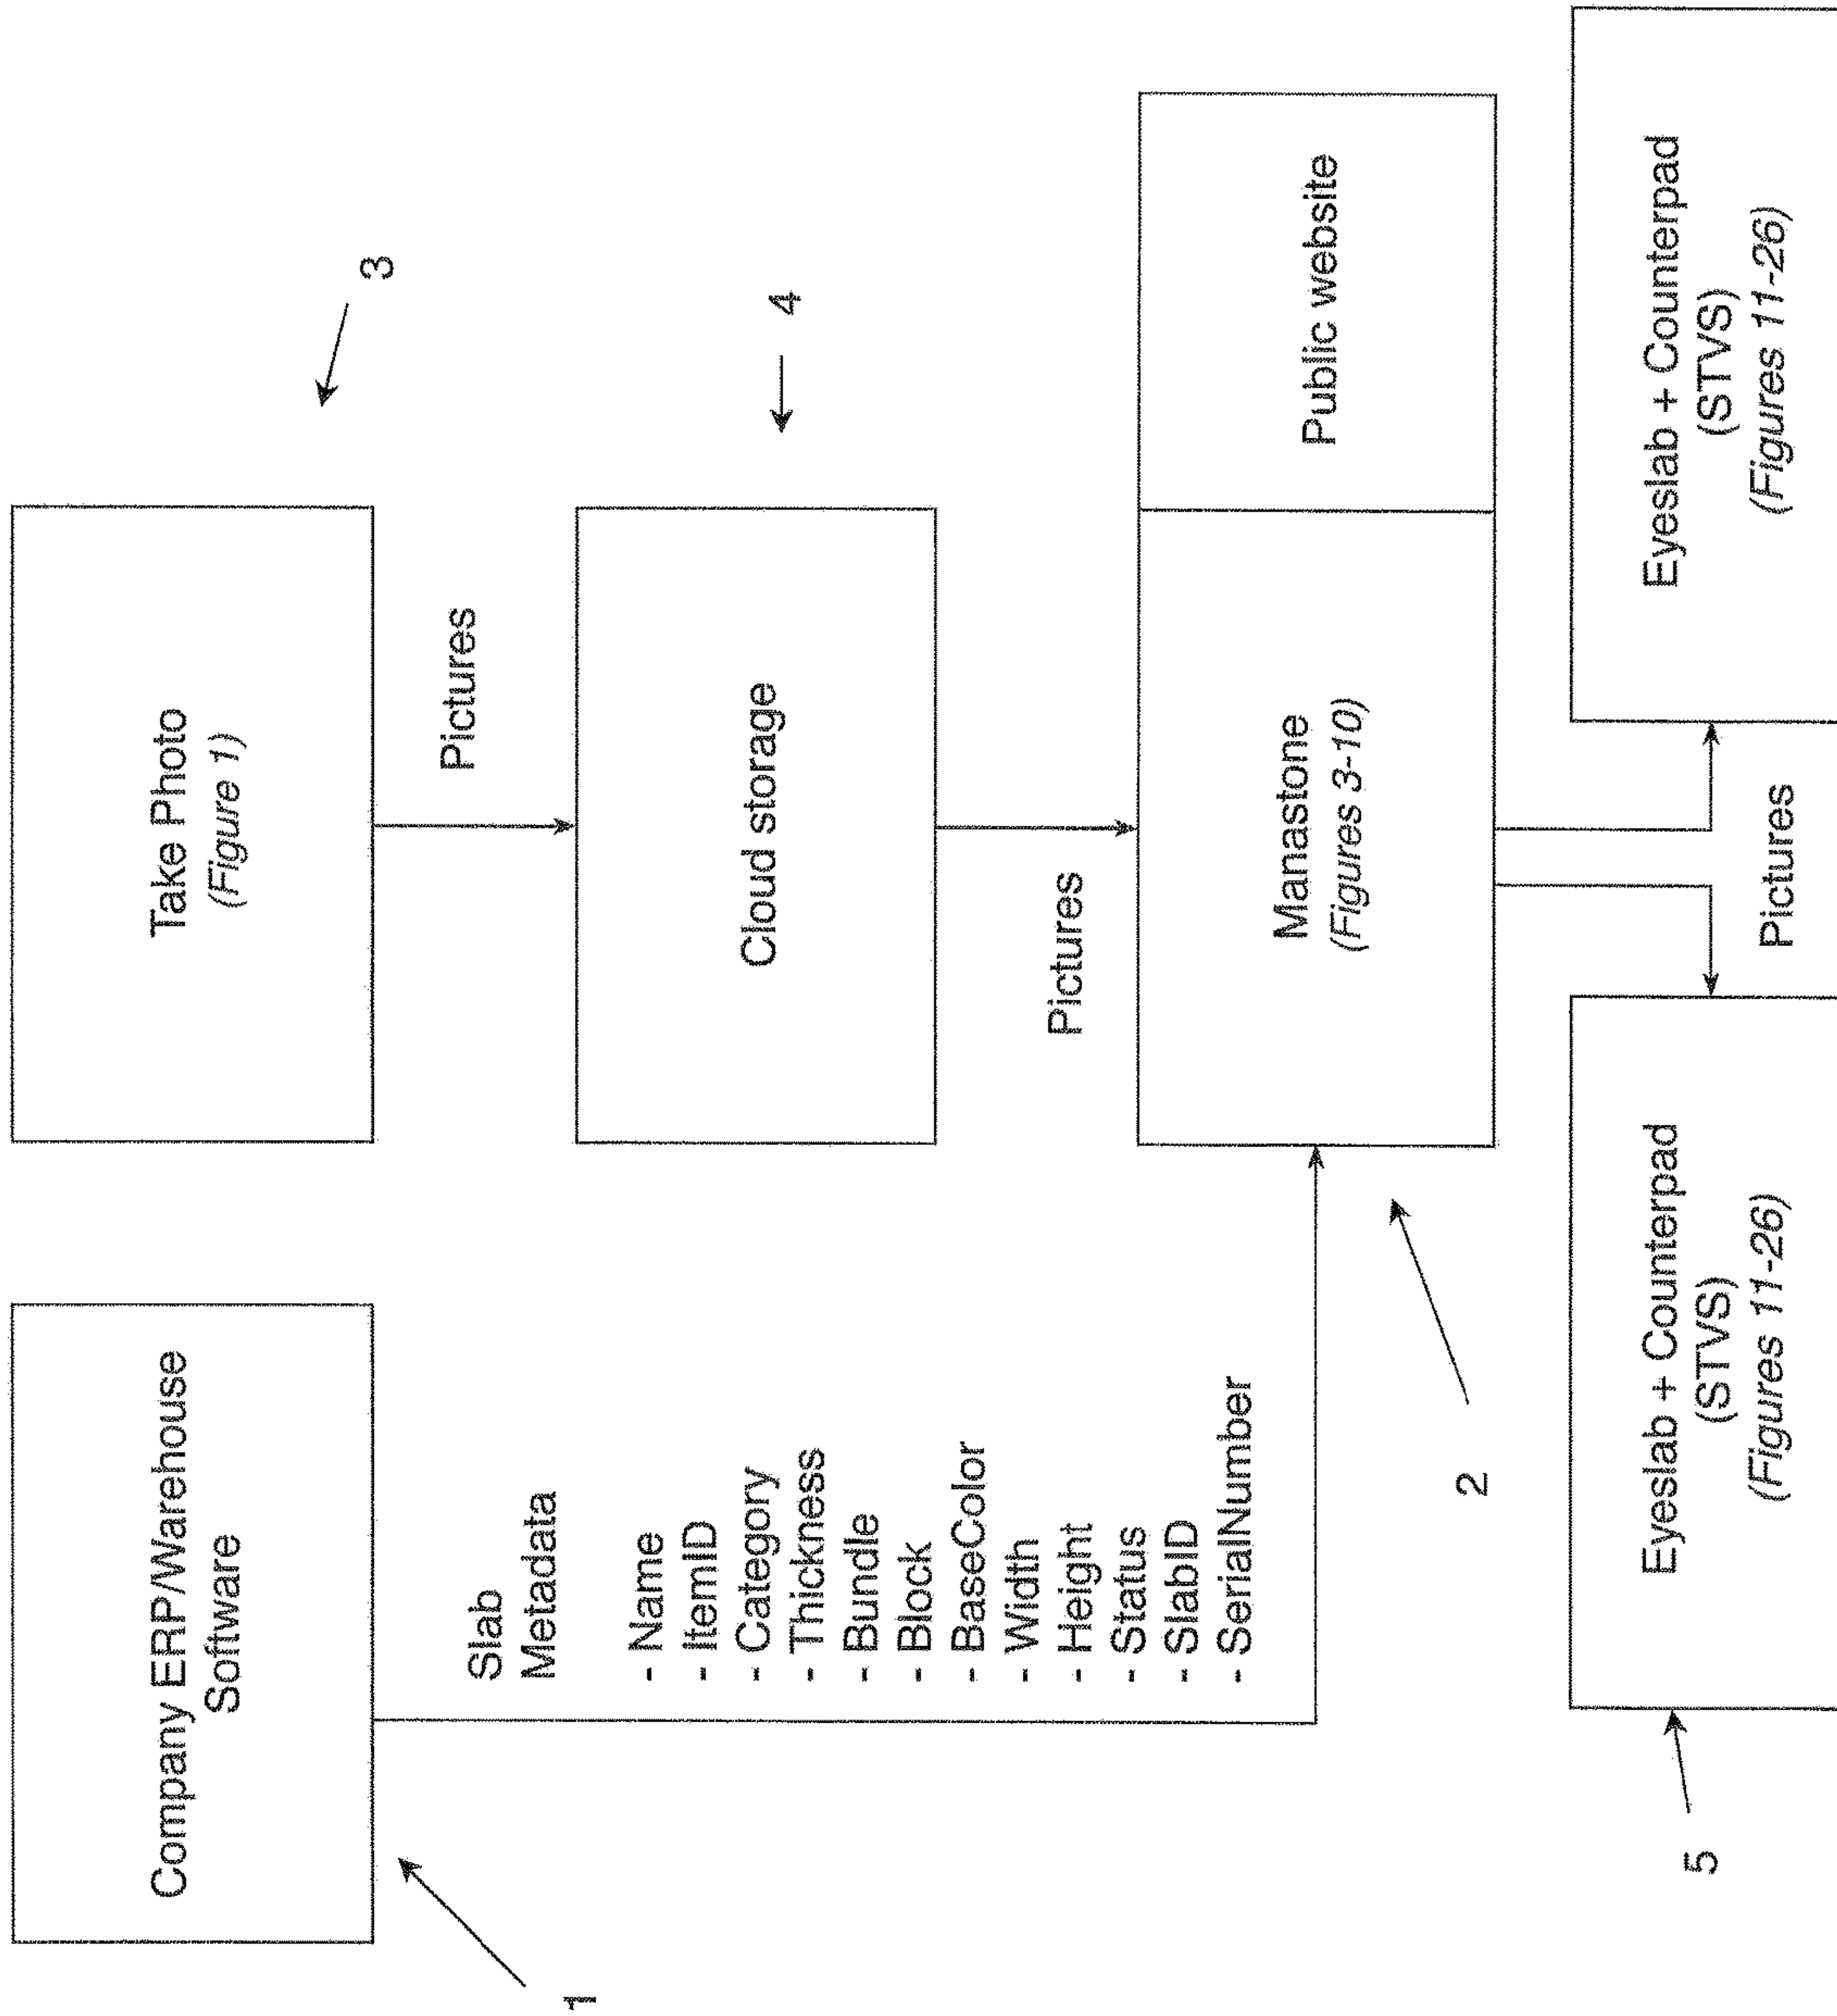 Company ERP/Warehouse
Software
1
Take Photo
(Figure 1)
3
Pictures
Slab
Metadata
- Name
- ItemID
- Category
- Thickness
- Bundle
- Block
- BaseColor
- Width
- Height
- Status
- SlabID
- SerialNumber
Cloud storage
4
Pictures
Manastone
(Figures 3-10)
Public website
2
Eyeslab + Counterpad
(STVS)
(Figures 11-26)
5
Pictures
Eyeslab + Counterpad
(STVS)
(Figures 11-26)